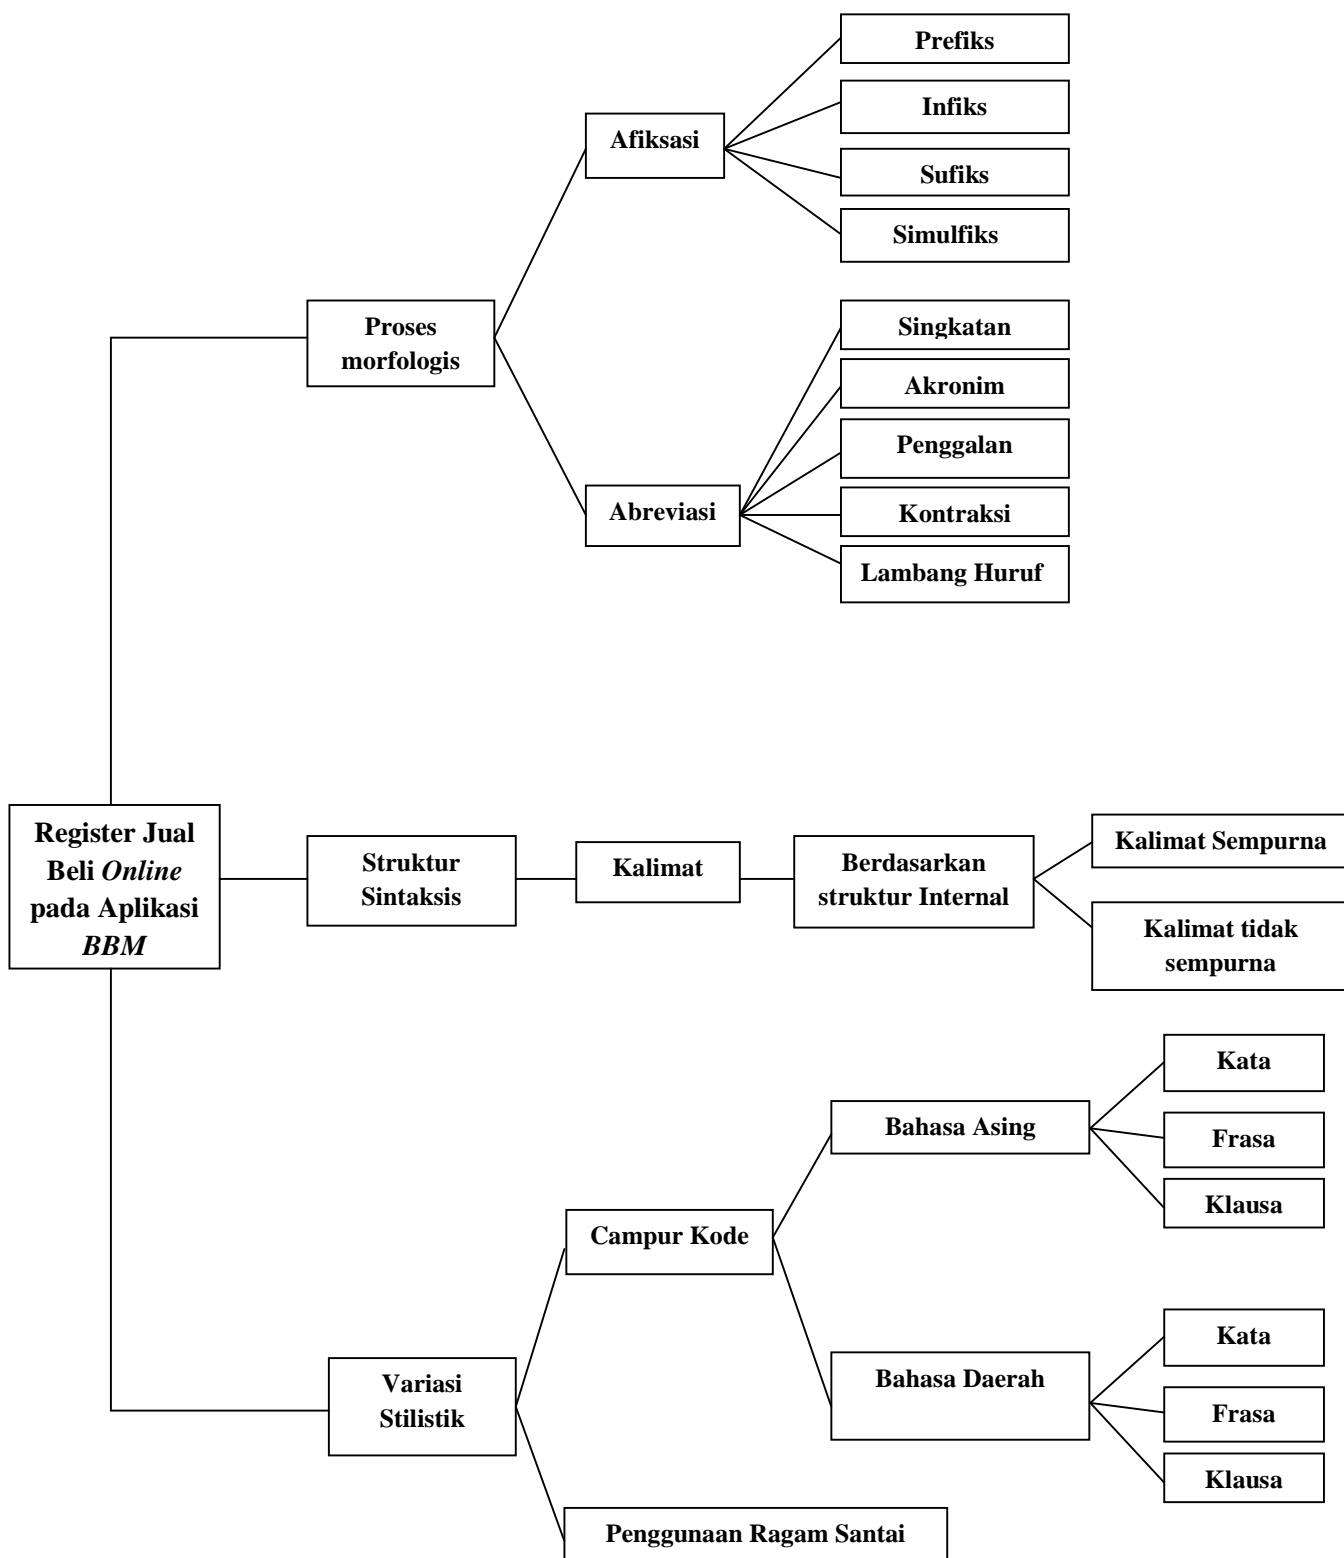 Prefiks
Infiks
Afiksasi
Sufiks
Simulfiks
Proses
morfologis
Singkatan
Akronim
Penggalan
Abreviasi
Kontraksi
Lambang Huruf
Register Jual
Beli Online
pada Aplikasi
BBM
Struktur
Sintaksis
Kalimat
Berdasarkan
struktur Internal
Kalimat Sempurna
Kalimat tidak
sempurna
Kata
Bahasa Asing
Frasa
Klausa
Campur Kode
Kata
Bahasa Daerah
Frasa
Klausa
Variasi
Stilistik
Penggunaan Ragam Santai